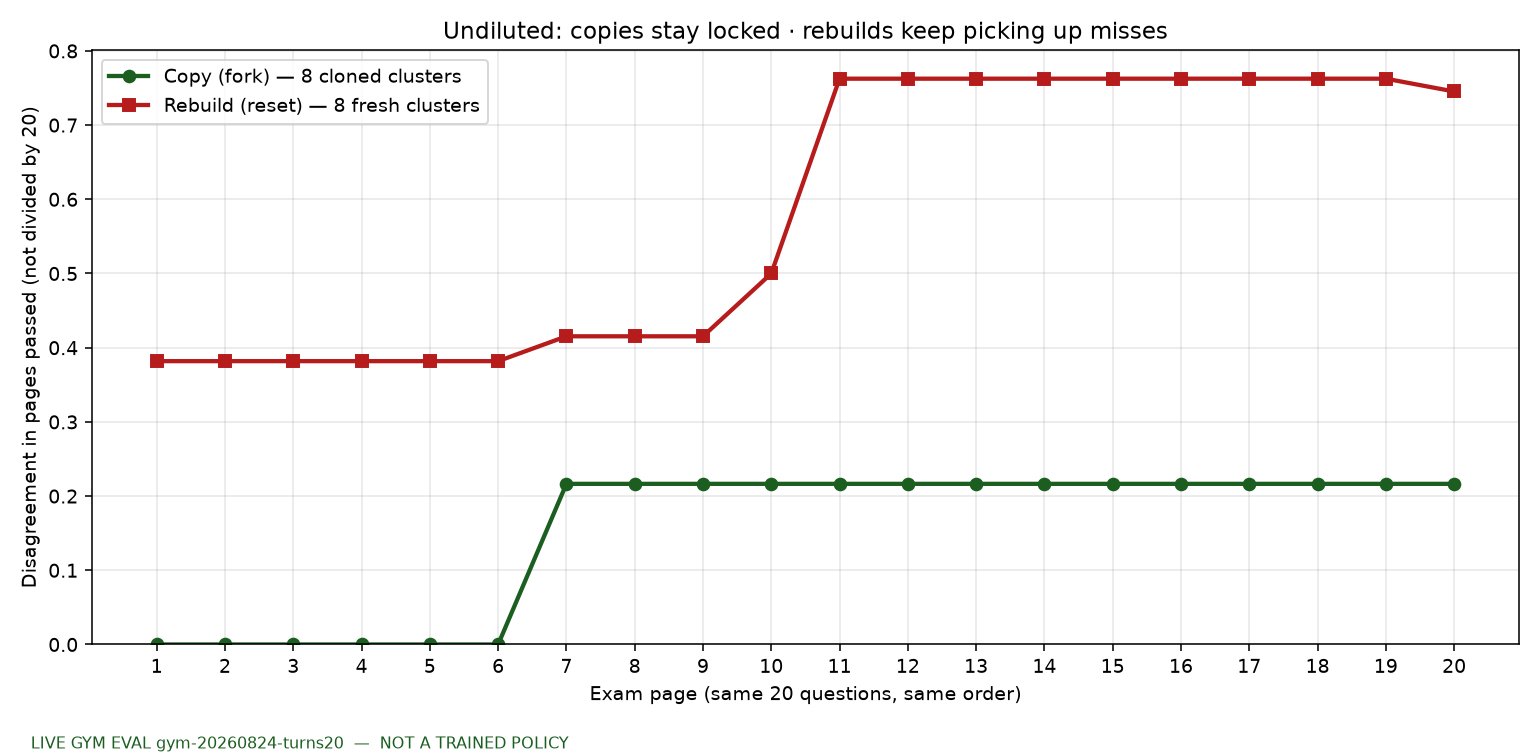 Undiluted: copies stay locked · rebuilds keep picking up misses
Copy (fork) — 8 cloned clusters
Rebuild (reset) — 8 fresh clusters
Disagreement in pages passed (not divided by 20)
0.8
0.7
0.6
0.5
0.4
0.3
0.2
0.1
0.0
1 2 3 4 5 6 7 8 9 10 11 12 13 14 15 16 17 18 19 20
Exam page (same 20 questions, same order)
LIVE GYM EVAL gym-20260824-turns20 — NOT A TRAINED POLICY